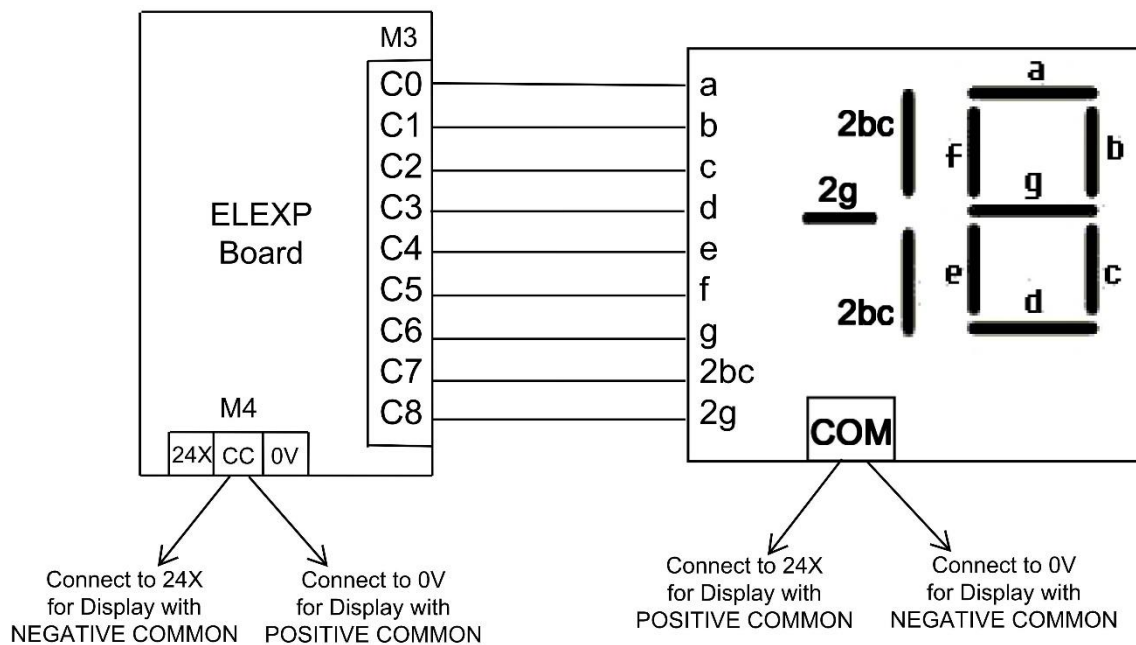 M3
C0
C1
C2
C3
C4
C5
C6
C7
C8
ELEXP
Board
M4
24X CC 0V
Connect to 24X
for Display with
NEGATIVE COMMON
Connect to 0V
for Display with
POSITIVE COMMON
a
b
c
d
e
f
g
2bc
2g
a
2bc
f
b
2g
g
e
c
2bc
d
COM
Connect to 24X
for Display with
POSITIVE COMMON
Connect to 0V
for Display with
NEGATIVE COMMON